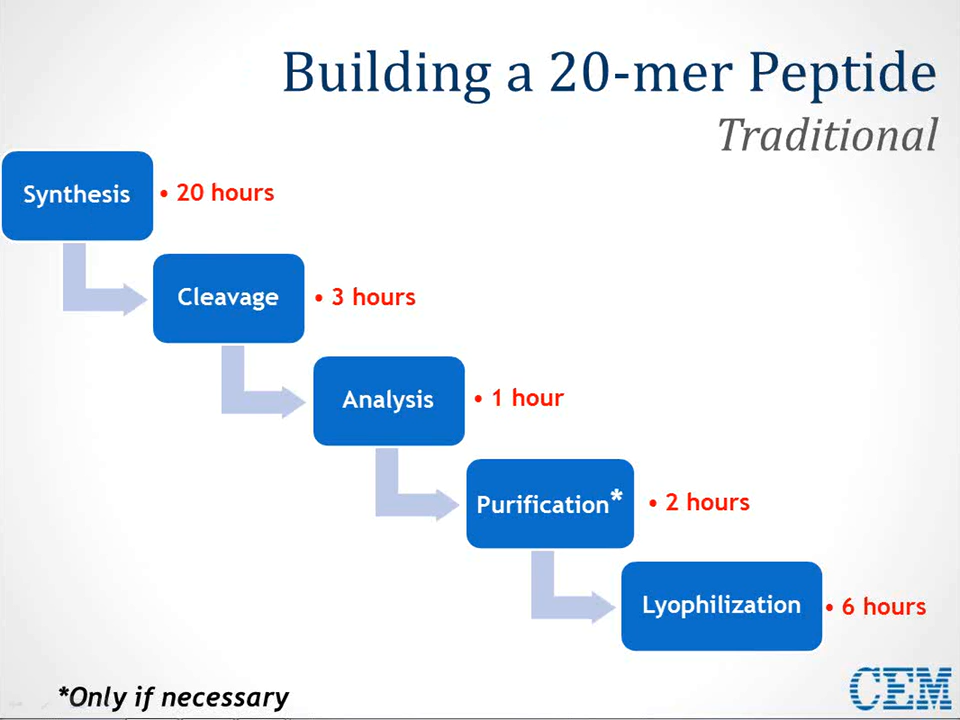 Building a 20-mer Peptide
Traditional
Synthesis • 20 hours
Cleavage • 3 hours
Analysis • 1 hour
Purification* • 2 hours
Lyophilization • 6 hours
*Only if necessary
CEM